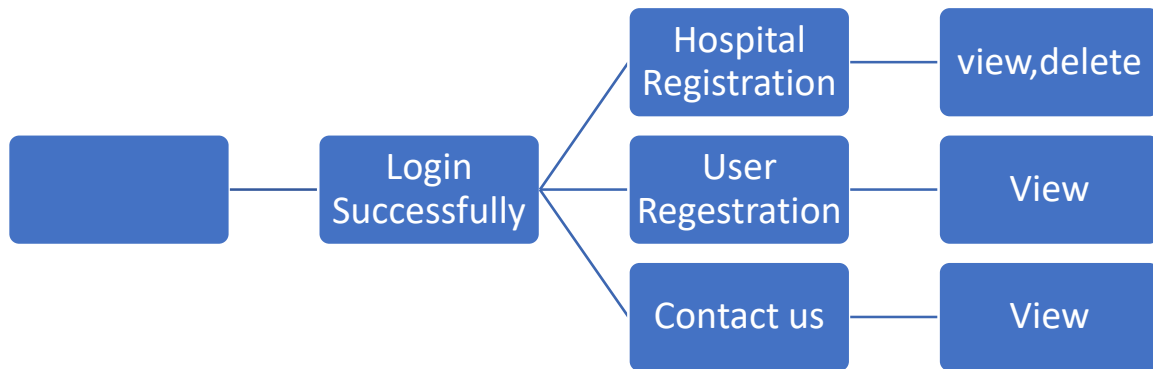 Login
Successfully
Hospital
Registration
view,delete
User
Regestration
View
Contact us
View